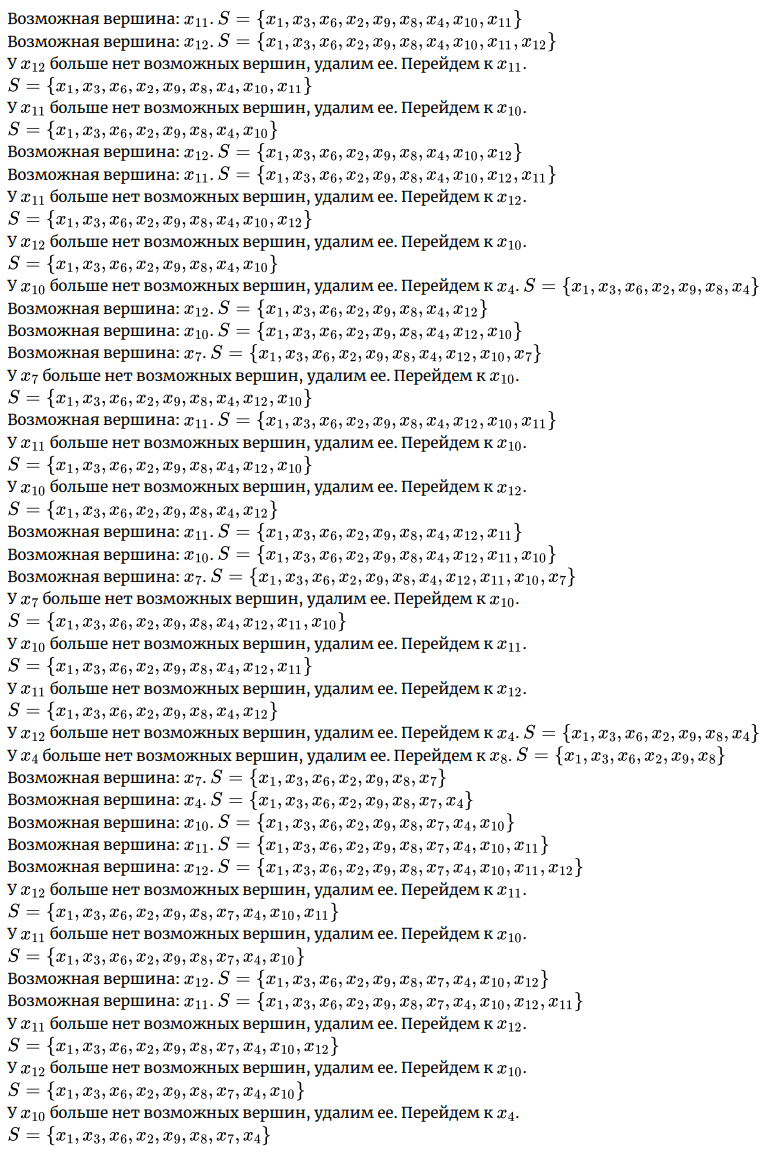 Возможная вершина: x₁₁. S = {x₁, x₃, x₆, x₂, x₉, x₈, x₄, x₁₀, x₁₁}
Возможная вершина: x₁₂. S = {x₁, x₃, x₆, x₂, x₉, x₈, x₄, x₁₀, x₁₁, x₁₂}
У x₁₂ больше нет возможных вершин, удалим ее. Перейдем к x₁₁.
S = {x₁, x₃, x₆, x₂, x₉, x₈, x₄, x₁₀, x₁₁}
У x₁₁ больше нет возможных вершин, удалим ее. Перейдем к x₁₀.
S = {x₁, x₃, x₆, x₂, x₉, x₈, x₄, x₁₀}
Возможная вершина: x₁₂. S = {x₁, x₃, x₆, x₂, x₉, x₈, x₄, x₁₀, x₁₂}
Возможная вершина: x₁₁. S = {x₁, x₃, x₆, x₂, x₉, x₈, x₄, x₁₀, x₁₂, x₁₁}
У x₁₁ больше нет возможных вершин, удалим ее. Перейдем к x₁₂.
S = {x₁, x₃, x₆, x₂, x₉, x₈, x₄, x₁₀, x₁₂}
У x₁₂ больше нет возможных вершин, удалим ее. Перейдем к x₁₀.
S = {x₁, x₃, x₆, x₂, x₉, x₈, x₄, x₁₀}
У x₁₀ больше нет возможных вершин, удалим ее. Перейдем к x₄. S = {x₁, x₃, x₆, x₂, x₉, x₈, x₄}
Возможная вершина: x₁₂. S = {x₁, x₃, x₆, x₂, x₉, x₈, x₄, x₁₂}
Возможная вершина: x₁₀. S = {x₁, x₃, x₆, x₂, x₉, x₈, x₄, x₁₂, x₁₀}
Возможная вершина: x₇. S = {x₁, x₃, x₆, x₂, x₉, x₈, x₄, x₁₂, x₁₀, x₇}
У x₇ больше нет возможных вершин, удалим ее. Перейдем к x₁₀.
S = {x₁, x₃, x₆, x₂, x₉, x₈, x₄, x₁₂, x₁₀}
Возможная вершина: x₁₁. S = {x₁, x₃, x₆, x₂, x₉, x₈, x₄, x₁₂, x₁₀, x₁₁}
У x₁₁ больше нет возможных вершин, удалим ее. Перейдем к x₁₀.
S = {x₁, x₃, x₆, x₂, x₉, x₈, x₄, x₁₂, x₁₀}
У x₁₀ больше нет возможных вершин, удалим ее. Перейдем к x₁₂.
S = {x₁, x₃, x₆, x₂, x₉, x₈, x₄, x₁₂}
Возможная вершина: x₁₁. S = {x₁, x₃, x₆, x₂, x₉, x₈, x₄, x₁₂, x₁₁}
Возможная вершина: x₁₀. S = {x₁, x₃, x₆, x₂, x₉, x₈, x₄, x₁₂, x₁₁, x₁₀}
Возможная вершина: x₇. S = {x₁, x₃, x₆, x₂, x₉, x₈, x₄, x₁₂, x₁₁, x₁₀, x₇}
У x₇ больше нет возможных вершин, удалим ее. Перейдем к x₁₀.
S = {x₁, x₃, x₆, x₂, x₉, x₈, x₄, x₁₂, x₁₁, x₁₀}
У x₁₀ больше нет возможных вершин, удалим ее. Перейдем к x₁₁.
S = {x₁, x₃, x₆, x₂, x₉, x₈, x₄, x₁₂, x₁₁}
У x₁₁ больше нет возможных вершин, удалим ее. Перейдем к x₁₂.
S = {x₁, x₃, x₆, x₂, x₉, x₈, x₄, x₁₂}
У x₁₂ больше нет возможных вершин, удалим ее. Перейдем к x₄. S = {x₁, x₃, x₆, x₂, x₉, x₈, x₄}
У x₄ больше нет возможных вершин, удалим ее. Перейдем к x₈. S = {x₁, x₃, x₆, x₂, x₉, x₈}
Возможная вершина: x₇. S = {x₁, x₃, x₆, x₂, x₉, x₈, x₇}
Возможная вершина: x₄. S = {x₁, x₃, x₆, x₂, x₉, x₈, x₇, x₄}
Возможная вершина: x₁₀. S = {x₁, x₃, x₆, x₂, x₉, x₈, x₇, x₄, x₁₀}
Возможная вершина: x₁₁. S = {x₁, x₃, x₆, x₂, x₉, x₈, x₇, x₄, x₁₀, x₁₁}
Возможная вершина: x₁₂. S = {x₁, x₃, x₆, x₂, x₉, x₈, x₇, x₄, x₁₀, x₁₁, x₁₂}
У x₁₂ больше нет возможных вершин, удалим ее. Перейдем к x₁₁.
S = {x₁, x₃, x₆, x₂, x₉, x₈, x₇, x₄, x₁₀, x₁₁}
У x₁₁ больше нет возможных вершин, удалим ее. Перейдем к x₁₀.
S = {x₁, x₃, x₆, x₂, x₉, x₈, x₇, x₄, x₁₀}
Возможная вершина: x₁₂. S = {x₁, x₃, x₆, x₂, x₉, x₈, x₇, x₄, x₁₀, x₁₂}
Возможная вершина: x₁₁. S = {x₁, x₃, x₆, x₂, x₉, x₈, x₇, x₄, x₁₀, x₁₂, x₁₁}
У x₁₁ больше нет возможных вершин, удалим ее. Перейдем к x₁₂.
S = {x₁, x₃, x₆, x₂, x₉, x₈, x₇, x₄, x₁₀, x₁₂}
У x₁₂ больше нет возможных вершин, удалим ее. Перейдем к x₁₀.
S = {x₁, x₃, x₆, x₂, x₉, x₈, x₇, x₄, x₁₀}
У x₁₀ больше нет возможных вершин, удалим ее. Перейдем к x₄.
S = {x₁, x₃, x₆, x₂, x₉, x₈, x₇, x₄}